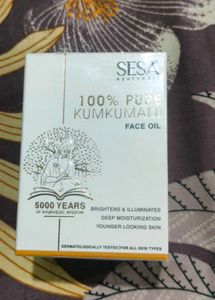 SESA
ayurvedic
100% PURE
KUMKUMADI
FACE OIL
5000 YEARS
OF AYURVEDIC WISDOM
BRIGHTENS & ILLUMINATES
DEEP MOISTURIZATION
YOUNGER LOOKING SKIN
DERMATOLOGICALLY TESTED | FOR ALL SKIN TYPES